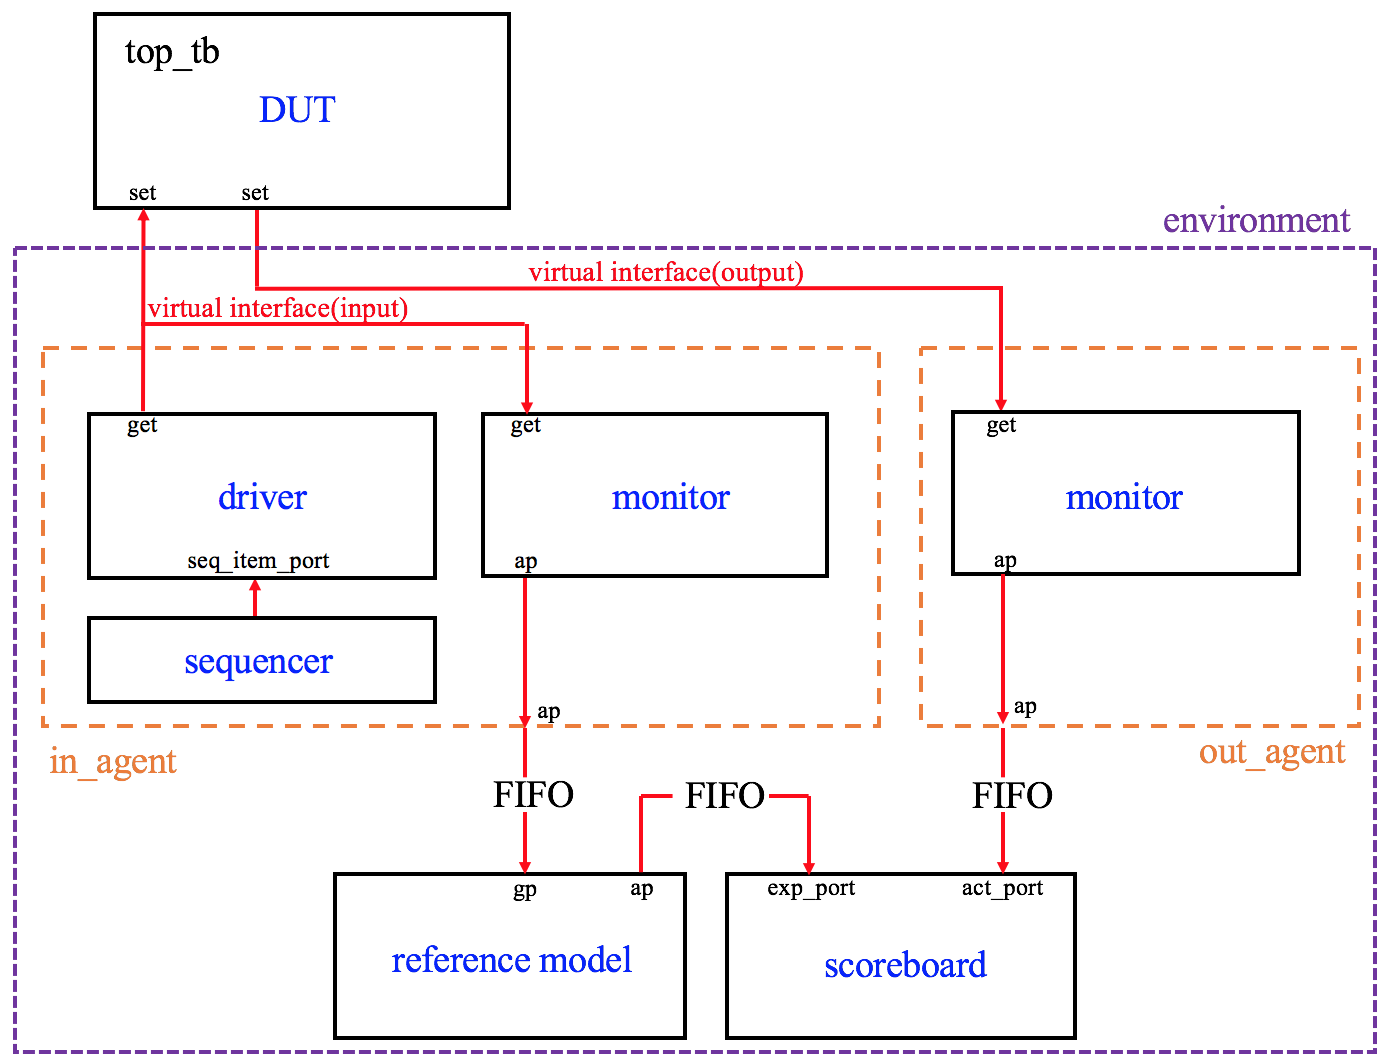 top_tb
DUT
set
set
environment
virtual interface(output)
virtual interface(input)
get
get
get
driver
monitor
monitor
seq_item_port
ap
ap
sequencer
ap
ap
in_agent
out_agent
FIFO
FIFO
FIFO
gp
ap
exp_port
act_port
reference model
scoreboard